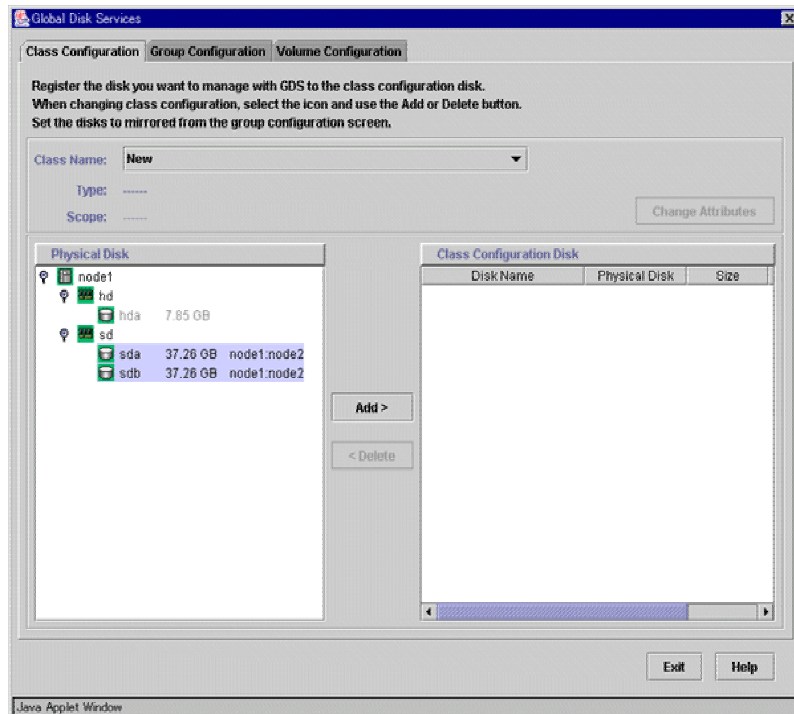 Global Disk Services
Class Configuration Group Configuration Volume Configuration
Register the disk you want to manage with GDS to the class configuration disk.
When changing class configuration, select the icon and use the Add or Delete button.
Set the disks to mirrored from the group configuration screen.
Class Name: New
Type: -----
Scope: -----
Change Attributes
Physical Disk
node1
hd
hda 7.85 GB
sd
sda 37.26 GB node1:node2
sdb 37.26 GB node1:node2
Add >
< Delete
Class Configuration Disk
Disk Name Physical Disk Size
Exit Help
Java Applet Window